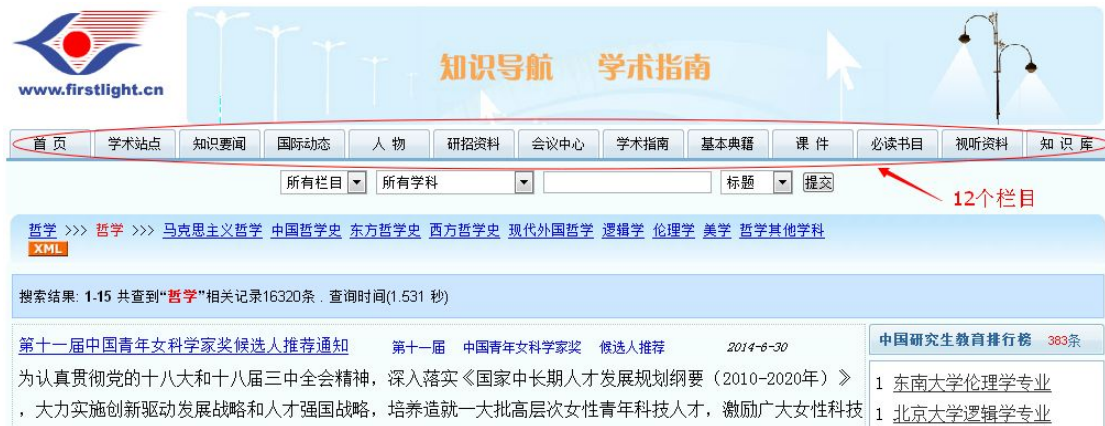 www.firstlight.cn
知识导航 学术指南
首 页 学术站点 知识要闻 国际动态 人 物 研招资料 会议中心 学术指南 基本典籍 课 件 必读书目 视听资料 知 识 库
所有栏目 所有学科 标题 提交
12个栏目
哲学 >>> 哲学 >>> 马克思主义哲学 中国哲学史 东方哲学史 西方哲学史 现代外国哲学 逻辑学 伦理学 美学 哲学其他学科
XML
搜索结果: 1-15 共查到“哲学”相关记录16320条 . 查询时间(1.531 秒)
第十一届中国青年女科学家奖候选人推荐通知 第十一届 中国青年女科学家奖 候选人推荐 2014-6-30
为认真贯彻党的十八大和十八届三中全会精神，深入落实《国家中长期人才发展规划纲要（2010-2020年）》
，大力实施创新驱动发展战略和人才强国战略，培养造就一大批高层次女性青年科技人才，激励广大女性科技
中国研究生教育排行榜 383条
1 东南大学伦理学专业
1 北京大学逻辑学专业